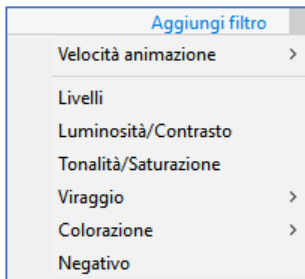 Aggiungi filtro
Velocità animazione
Livelli
Luminosità/Contrasto
Tonalità/Saturazione
Viraggio
Colorazione
Negativo